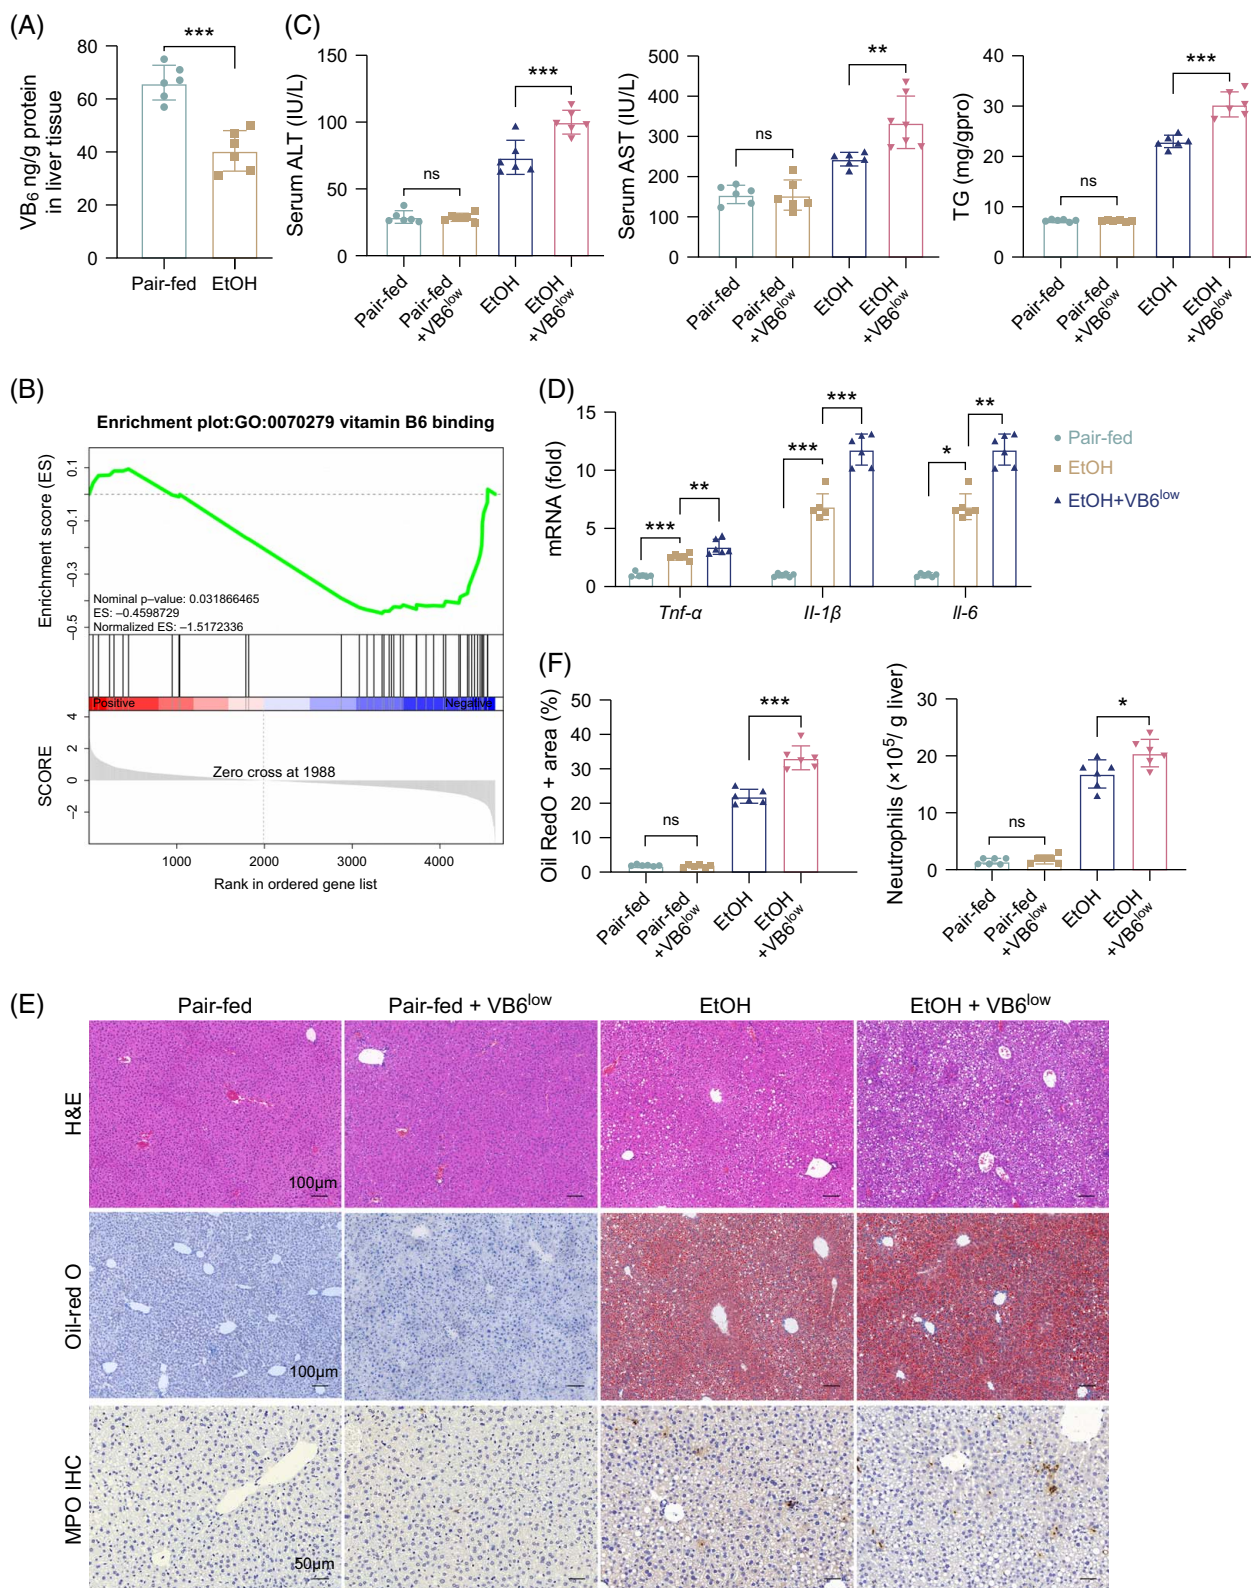 (A)
VB6 ng/g protein
in liver tissue
80
60
40
20
0
***
Pair-fed
EtOH
(C)
Serum ALT (IU/L)
150
100
50
0
ns
***
Pair-fed
Pair-fed
+VB6low
EtOH
EtOH
+VB6low
Serum AST (IU/L)
500
400
300
200
100
0
ns
**
Pair-fed
Pair-fed
+VB6low
EtOH
EtOH
+VB6low
TG (mg/gpro)
40
30
20
10
0
ns
***
Pair-fed
Pair-fed
+VB6low
EtOH
EtOH
+VB6low
(B)
Enrichment plot:GO:0070279 vitamin B6 binding
Enrichment score (ES)
0.1
-0.1
-0.3
-0.5
Nominal p–value: 0.031866465
ES: –0.4598729
Normalized ES: –1.5172336
Positive
Negative
SCORE
4
2
0
−2
Zero cross at 1988
1000
2000
3000
4000
Rank in ordered gene list
(D)
mRNA (fold)
15
10
5
0
***
**
***
***
*
**
Tnf-α
Il-1β
Il-6
Pair-fed
EtOH
EtOH+VB6low
(F)
Oil RedO + area (%)
50
40
30
20
10
0
ns
***
Pair-fed
Pair-fed
+VB6low
EtOH
EtOH
+VB6low
Neutrophils (×10⁵/ g liver)
30
20
10
0
ns
*
Pair-fed
Pair-fed
+VB6low
EtOH
EtOH
+VB6low
(E)
Pair-fed
Pair-fed + VB6low
EtOH
EtOH + VB6low
H&E
100µm
Oil-red O
100µm
MPO IHC
50µm